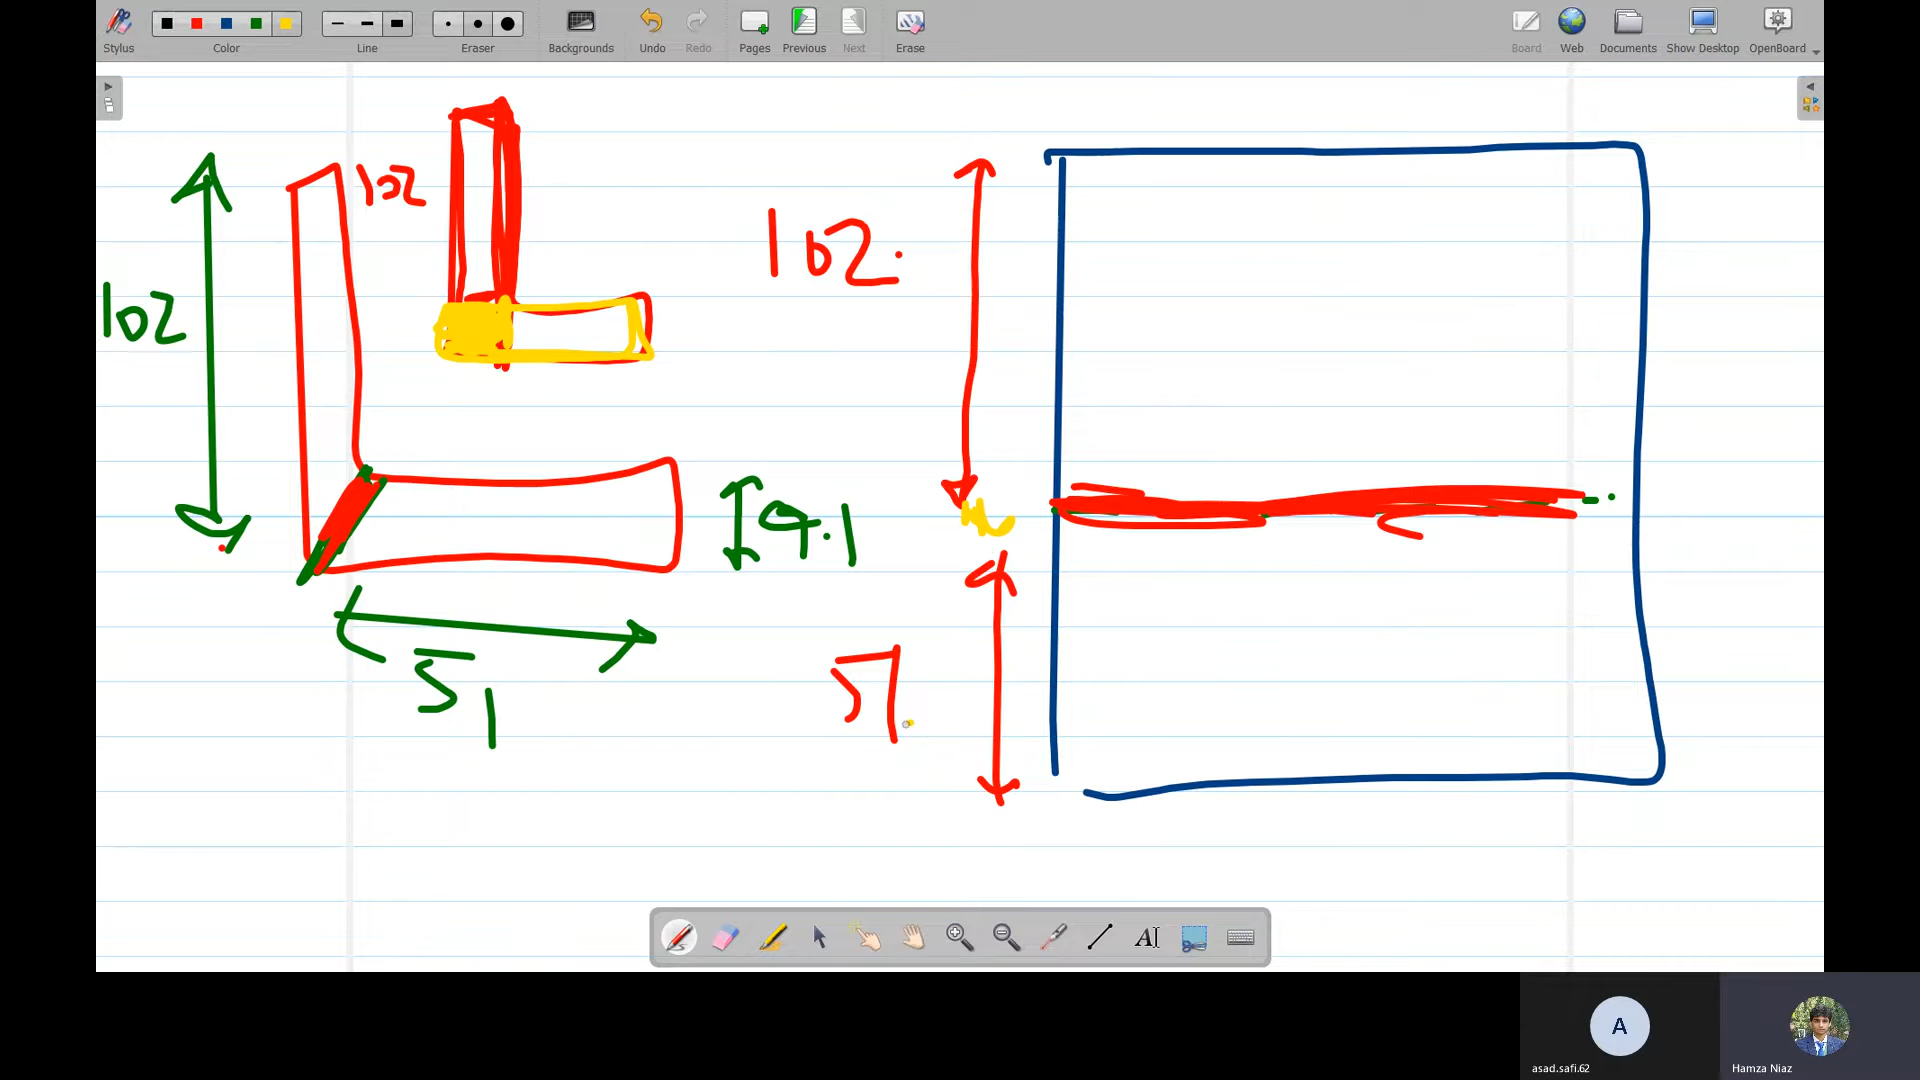 Stylus
Color
Line
Eraser
Backgrounds
Undo
Redo
Pages
Previous
Next
Erase
Board
Web
Documents
Show Desktop
OpenBoard
102
102
102.
9.1
51
51
A
asad.safi.62
Hamza Niaz